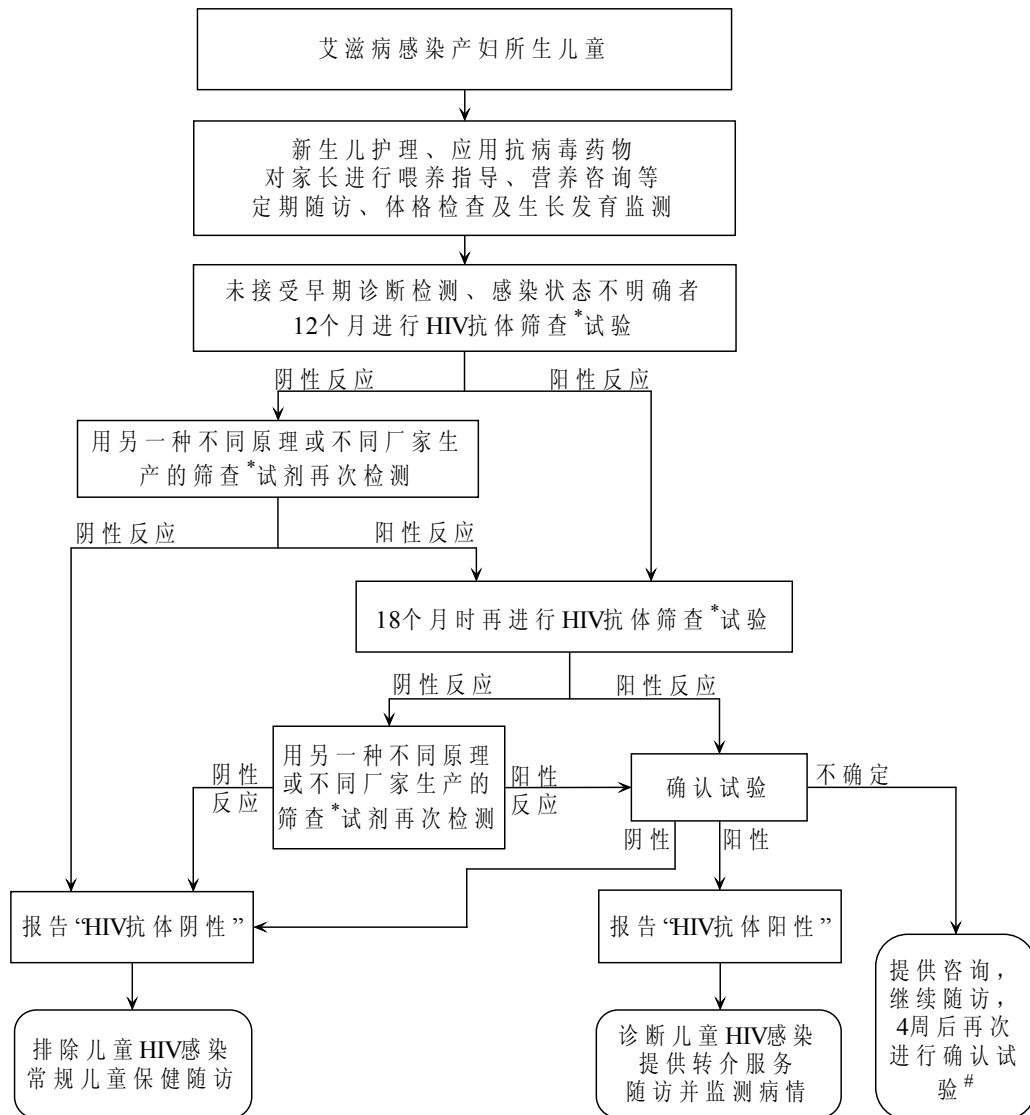 艾滋病感染产妇所生儿童
新生儿护理、应用抗病毒药物
对家长进行喂养指导、营养咨询等
定期随访、体格检查及生长发育监测
未接受早期诊断检测、感染状态不明确者
12个月进行HIV抗体筛查*试验
阴性反应
阳性反应
用另一种不同原理或不同厂家生
产的筛查*试剂再次检测
阴性反应
阳性反应
18个月时再进行HIV抗体筛查*试验
阴性反应
阳性反应
用另一种不同原理
或不同厂家生产的
筛查*试剂再次检测
阴性
反应
阳性
反应
确认试验
不确定
阴性
阳性
报告“HIV抗体阴性”
报告“HIV抗体阳性”
提供咨询，
继续随访，
4周后再次
进行确认试
验#
排除儿童HIV感染
常规儿童保健随访
诊断儿童HIV感染
提供转介服务
随访并监测病情